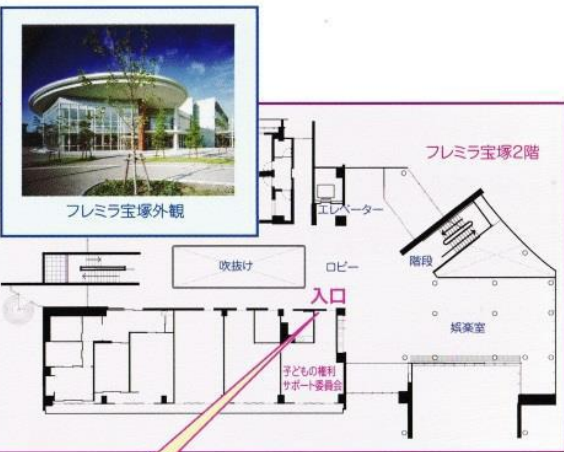 フレミラ宝塚外観
フレミラ宝塚2階
エレベーター
吹抜け
ロビー
階段
入口
娯楽室
子どもの権利
サポート委員会